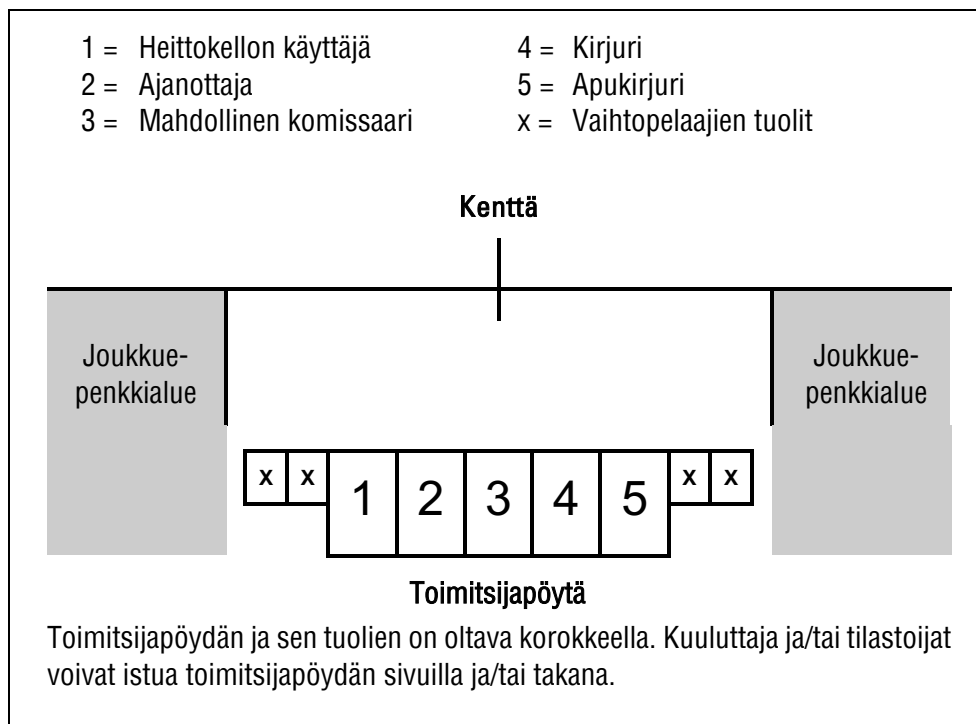 1 = Heittokellon käyttäjä
2 = Ajanottaja
3 = Mahdollinen komissaari
4 = Kirjuri
5 = Apukirjuri
x = Vaihtopelaajien tuolit
Kenttä
Joukkue-
penkkialue
Joukkue-
penkkialue
x x 1 2 3 4 5 x x
Toimitsijapöytä
Toimitsijapöydän ja sen tuolien on oltava korokkeella. Kuuluttaja ja/tai tilastoijat
voivat istua toimitsijapöydän sivuilla ja/tai takana.